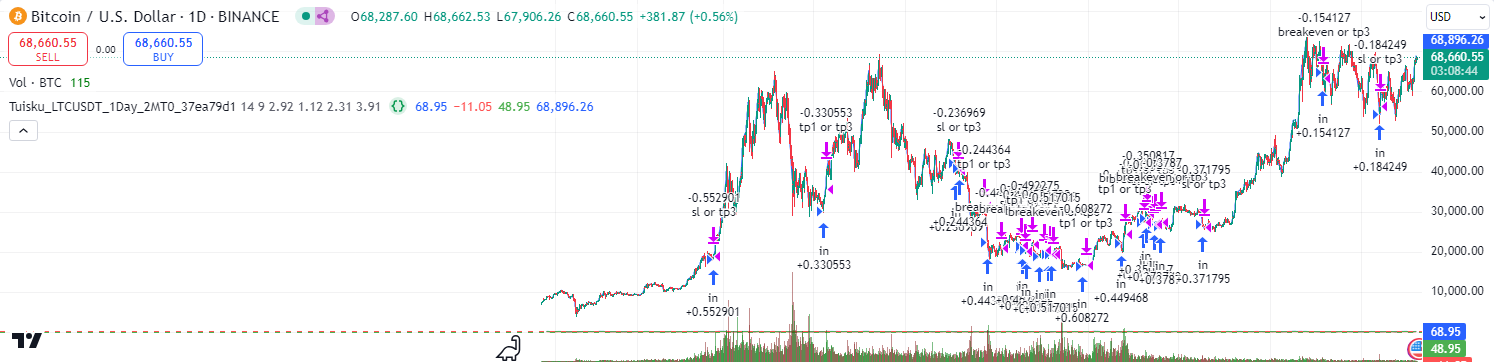 Bitcoin / U.S. Dollar · 1D · BINANCE
O68,287.60 H68,662.53 L67,906.26 C68,660.55 +381.87 (+0.56%)
68,660.55
SELL
0.00
68,660.55
BUY
Vol · BTC 115
Tuisku_LTCUSDT_1Day_2MT0_37ea79d1 14 9 2.92 1.12 2.31 3.91 {} 68.95 −11.05 48.95 68,896.26
USD
68,896.26
68,660.55
03:08:44
60,000.00
50,000.00
40,000.00
30,000.00
20,000.00
10,000.00
68.95
48.95
-0.552901
sl or tp3
in
+0.552901
-0.330553
tp1 or tp3
in
+0.330553
-0.236969
sl or tp3
-0.244364
tp1 or tp3
in
+0.244364
-0.492275
-0.517015
breakeven or tp3
in
+0.517015
-0.608272
tp1 or tp3
in
+0.608272
in
+0.449468
-0.350817
breakeven or tp3
tp1 or tp3
-0.371795
sl or tp3
in
+0.371795
-0.154127
breakeven or tp3
in
+0.154127
-0.184249
sl or tp3
in
+0.184249